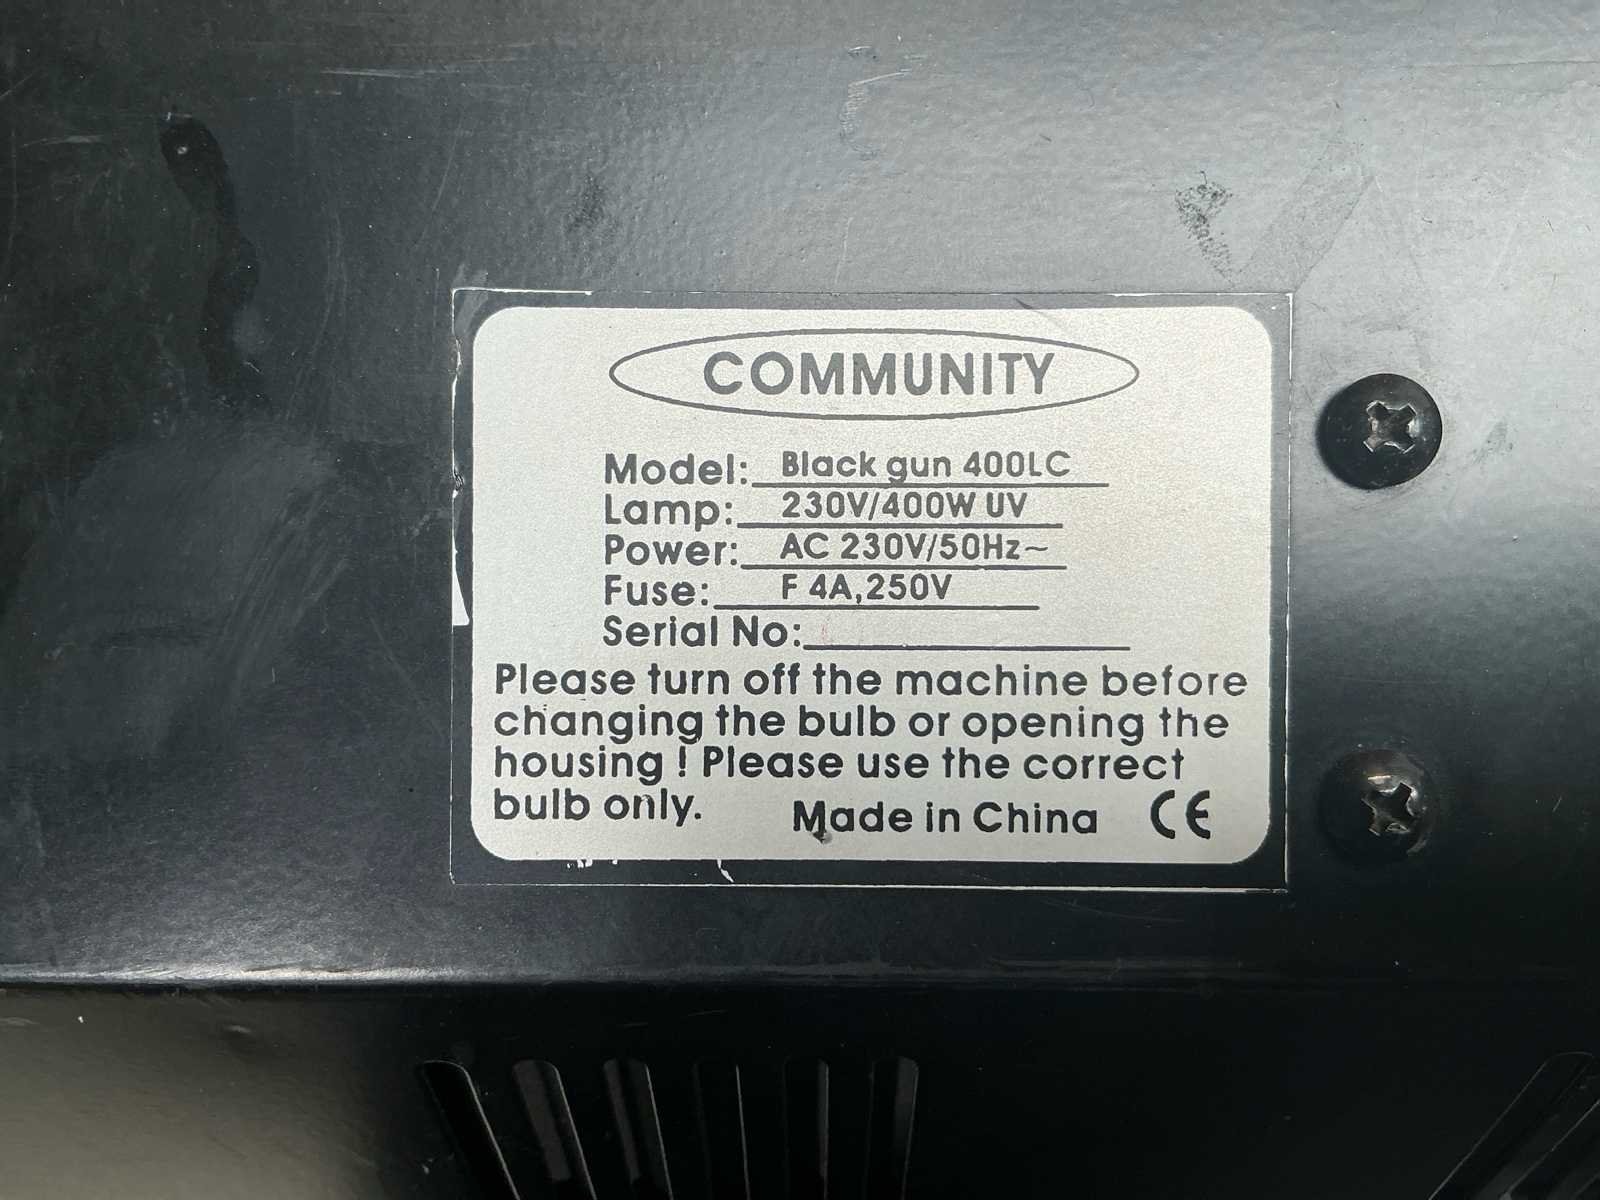 COMMUNITY
Model: Black gun 400LC
Lamp: 230V/400W UV
Power: AC 230V/50Hz~
Fuse: F 4A,250V
Serial No:
Please turn off the machine before
changing the bulb or opening the
housing ! Please use the correct
bulb only.
Made in China CE